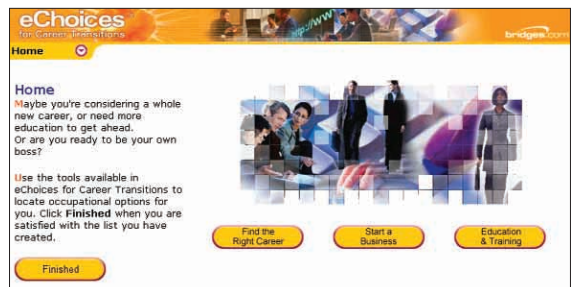 eChoices
for Career Transitions
http://WW
bridges.com
Home
Home
Maybe you're considering a whole
new career, or need more
education to get ahead.
Or are you ready to be your own
boss?
Use the tools available in
eChoices for Career Transitions to
locate occupational options for
you. Click Finished when you are
satisfied with the list you have
created.
Finished
Find the
Right Career
Start a
Business
Education
& Training